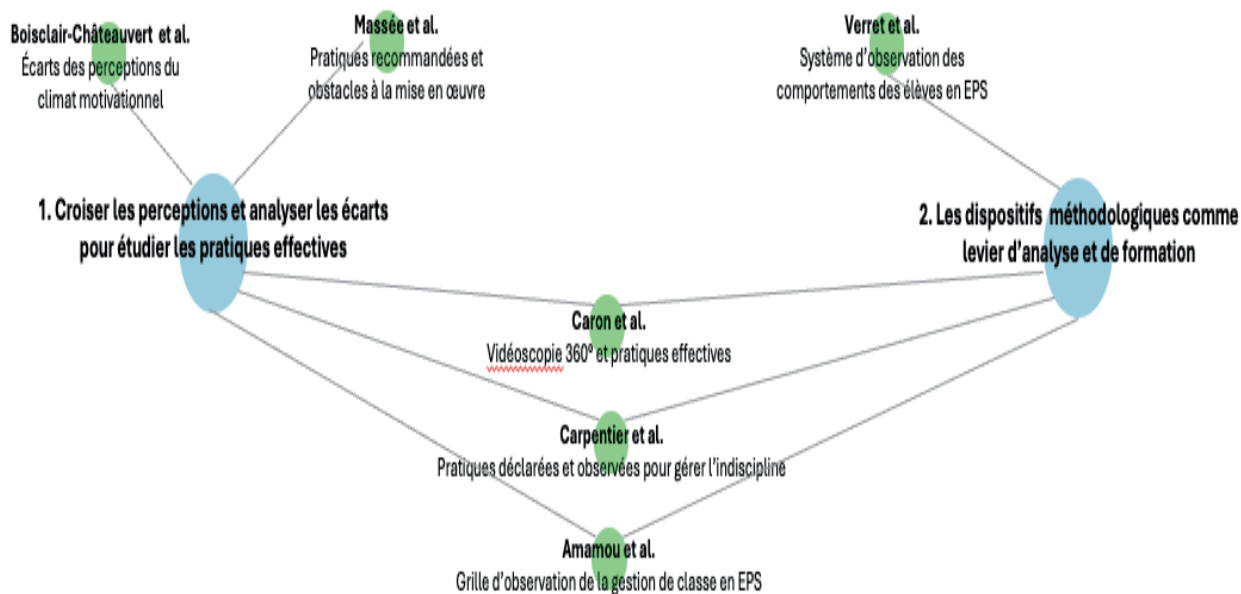 Boisclair-Châteauvert et al.
Écarts des perceptions du
climat motivationnel
Massée et al.
Pratiques recommandées et
obstacles à la mise en œuvre
Verret et al.
Système d'observation des
comportements des élèves en EPS
1. Croiser les perceptions et analyser les écarts
pour étudier les pratiques effectives
2. Les dispositifs méthodologiques comme
levier d'analyse et de formation
Caron et al.
Vidéoscopie 360° et pratiques effectives
Carpentier et al.
Pratiques déclarées et observées pour gérer l'indiscipline
Amamou et al.
Grille d'observation de la gestion de classe en EPS